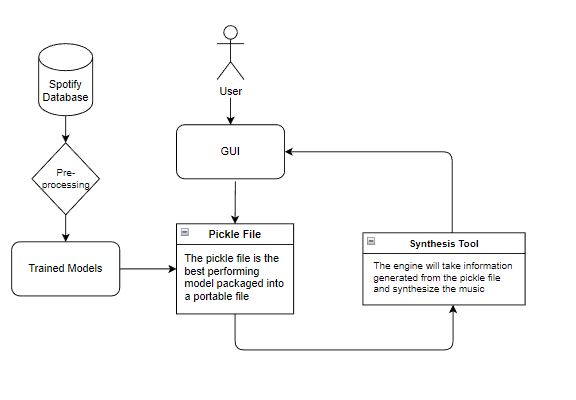 Spotify
Database
User
Pre-
processing
GUI
Trained Models
Pickle File
The pickle file is the
best performing
model packaged into
a portable file
Synthesis Tool
The engine will take information
generated from the pickle file
and synthesize the music